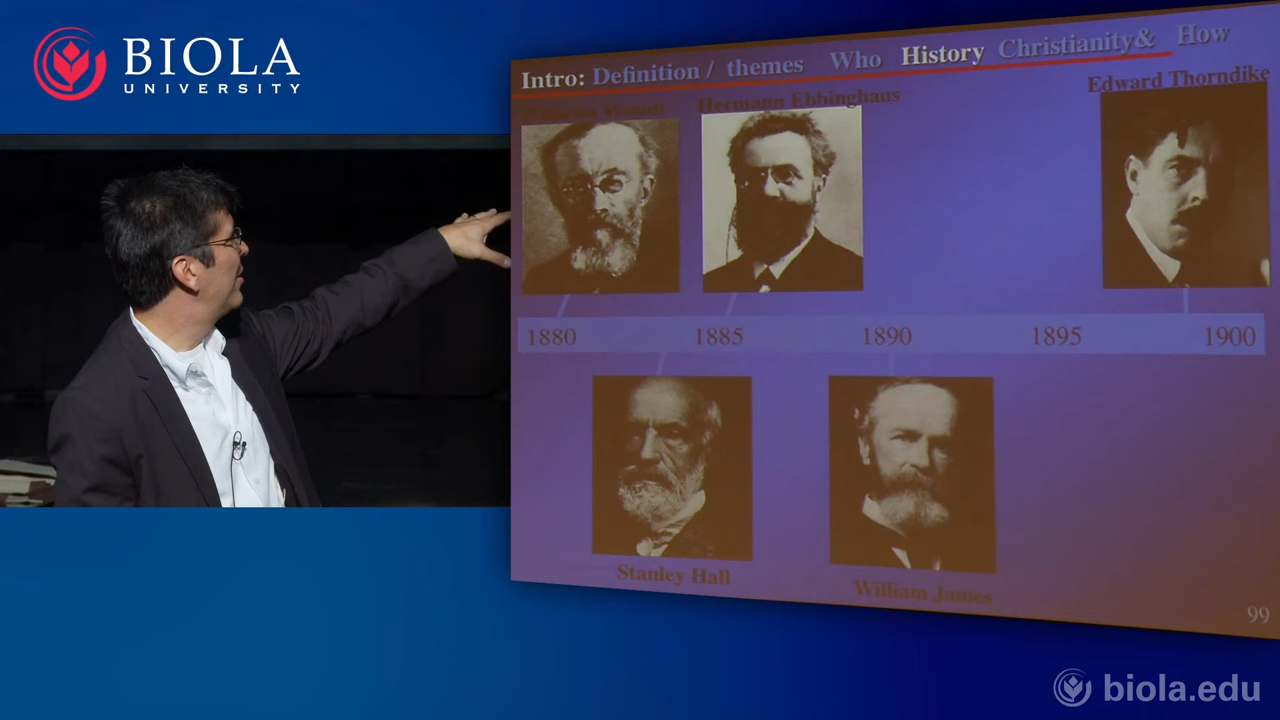 BIOLA
UNIVERSITY
Intro: Definition / themes Who History Christianity& How
Hermann Ebbinghaus
Edward Thorndike
1880 1885 1890 1895 1900
Stanley Hall
William James
99
biola.edu